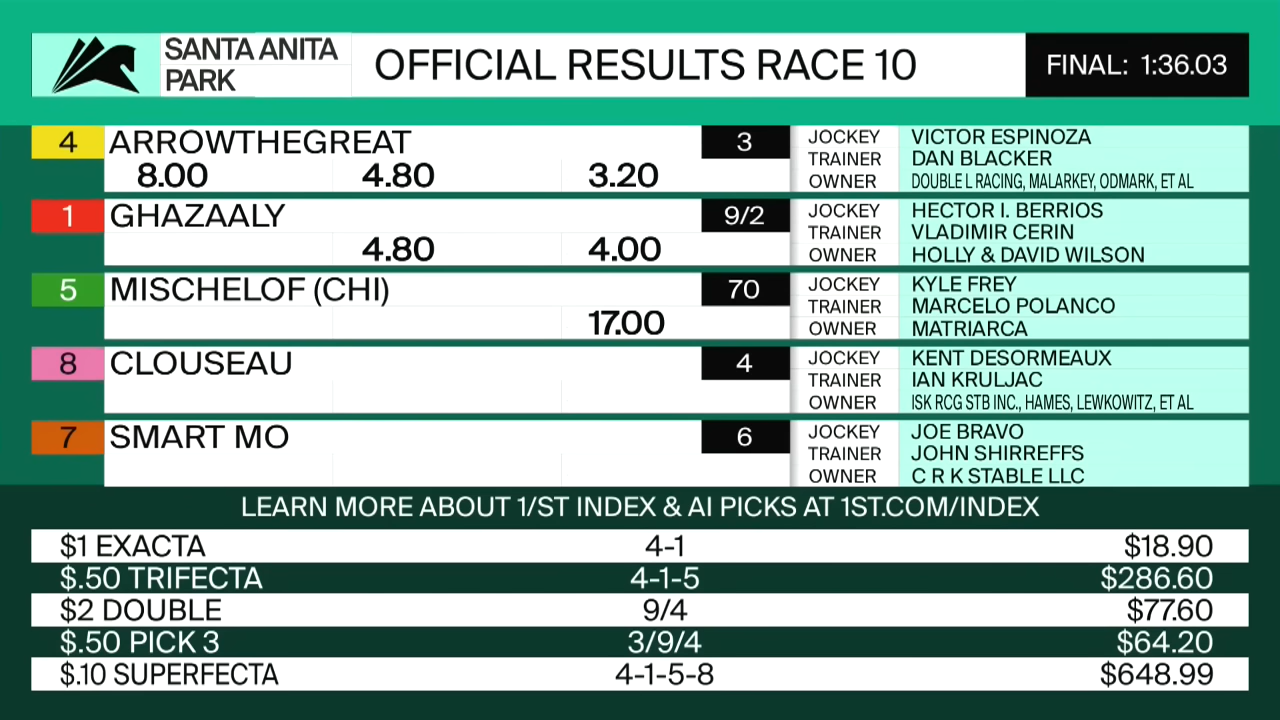 SANTA ANITA
PARK
OFFICIAL RESULTS RACE 10
FINAL: 1:36.03
4 ARROWTHEGREAT 3
8.00 4.80 3.20
JOCKEY VICTOR ESPINOZA
TRAINER DAN BLACKER
OWNER DOUBLE L RACING, MALARKEY, ODMARK, ET AL
1 GHAZAALY 9/2
4.80 4.00
JOCKEY HECTOR I. BERRIOS
TRAINER VLADIMIR CERIN
OWNER HOLLY & DAVID WILSON
5 MISCHELOF (CHI) 70
17.00
JOCKEY KYLE FREY
TRAINER MARCELO POLANCO
OWNER MATRIARCA
8 CLOUSEAU 4
JOCKEY KENT DESORMEAUX
TRAINER IAN KRULJAC
OWNER ISK RCG STB INC., HAMES, LEWKOWITZ, ET AL
7 SMART MO 6
JOCKEY JOE BRAVO
TRAINER JOHN SHIRREFFS
OWNER C R K STABLE LLC
LEARN MORE ABOUT 1/ST INDEX & AI PICKS AT 1ST.COM/INDEX
$1 EXACTA 4-1 $18.90
$.50 TRIFECTA 4-1-5 $286.60
$2 DOUBLE 9/4 $77.60
$.50 PICK 3 3/9/4 $64.20
$.10 SUPERFECTA 4-1-5-8 $648.99